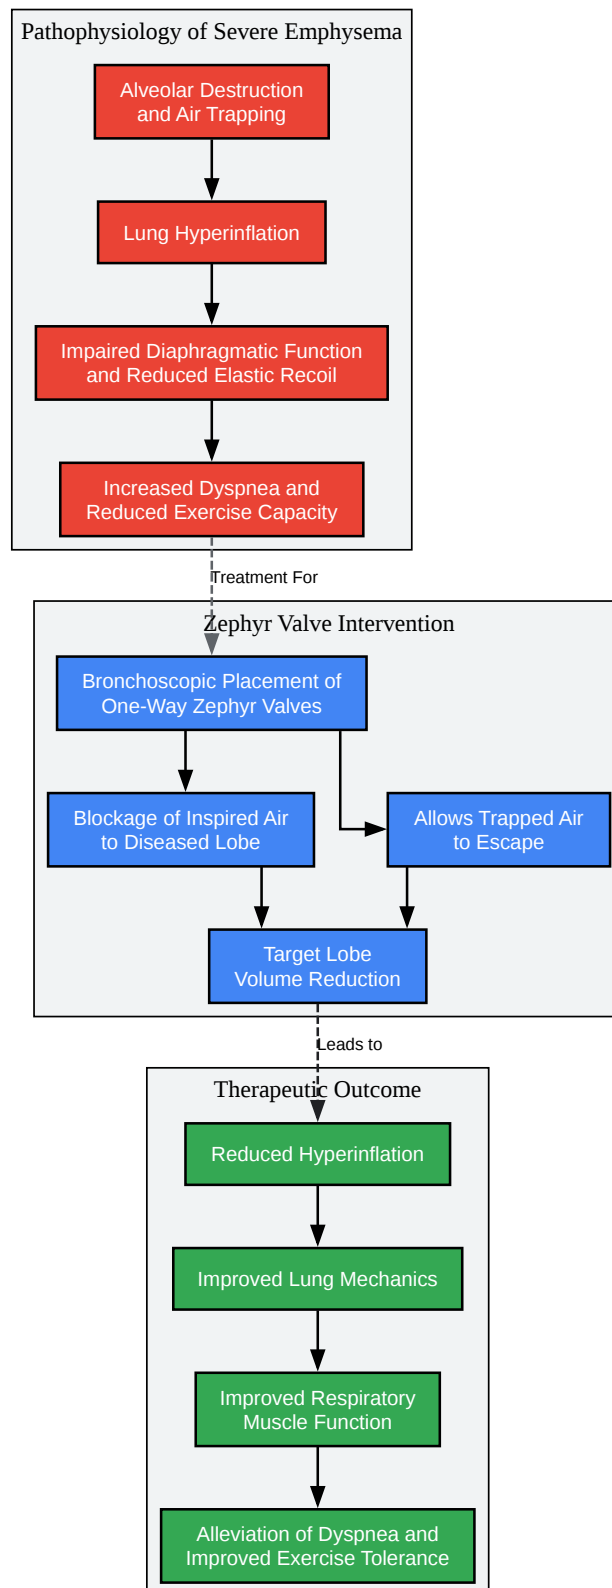 Pathophysiology of Severe Emphysema
Alveolar Destruction
and Air Trapping
Lung Hyperinflation
Impaired Diaphragmatic Function
and Reduced Elastic Recoil
Increased Dyspnea and
Reduced Exercise Capacity
Treatment For
Zephyr Valve Intervention
Bronchoscopic Placement of
One-Way Zephyr Valves
Blockage of Inspired Air
to Diseased Lobe
Allows Trapped Air
to Escape
Target Lobe
Volume Reduction
Leads to
Therapeutic Outcome
Reduced Hyperinflation
Improved Lung Mechanics
Improved Respiratory
Muscle Function
Alleviation of Dyspnea and
Improved Exercise Tolerance